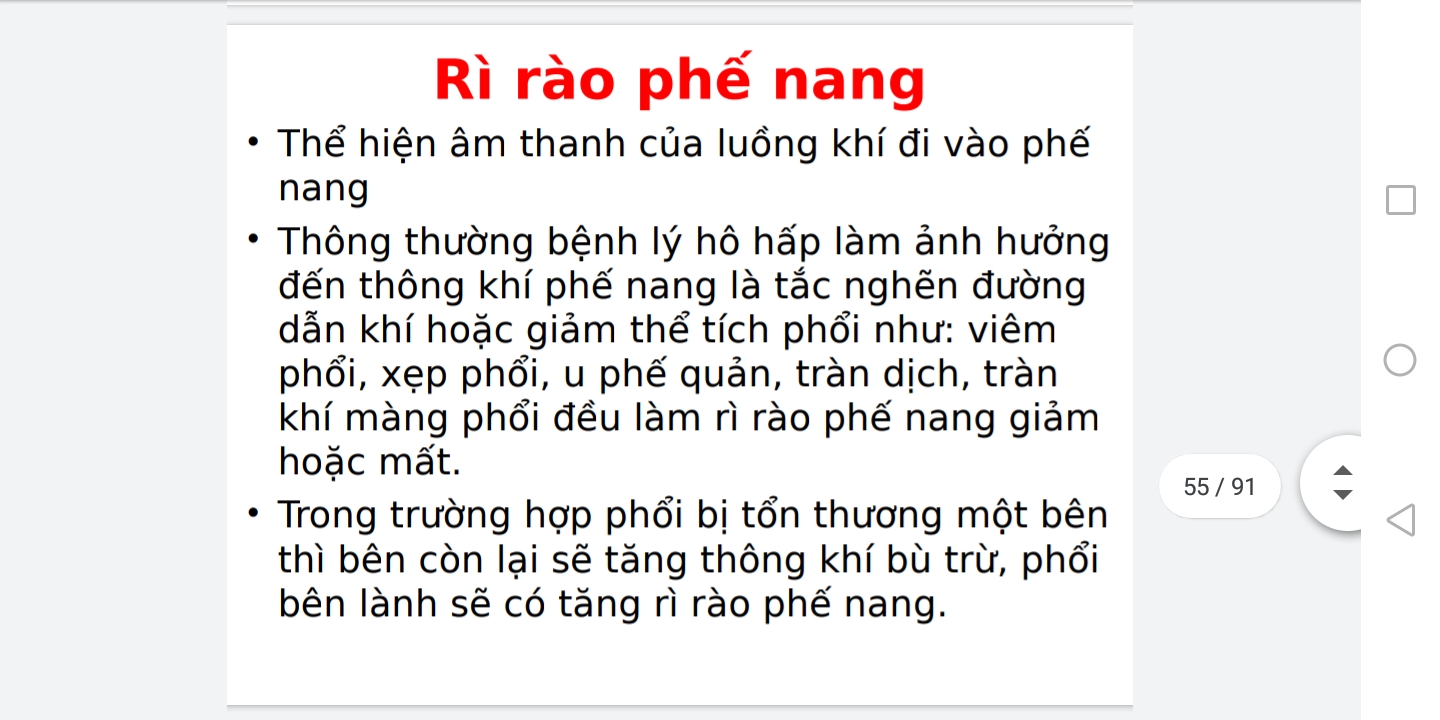 Rì rào phế nang
• Thể hiện âm thanh của luồng khí đi vào phế
nang
• Thông thường bệnh lý hô hấp làm ảnh hưởng
đến thông khí phế nang là tắc nghẽn đường
dẫn khí hoặc giảm thể tích phổi như: viêm
phổi, xẹp phổi, u phế quản, tràn dịch, tràn
khí màng phổi đều làm rì rào phế nang giảm
hoặc mất.
• Trong trường hợp phổi bị tổn thương một bên
thì bên còn lại sẽ tăng thông khí bù trừ, phổi
bên lành sẽ có tăng rì rào phế nang.
55 / 91